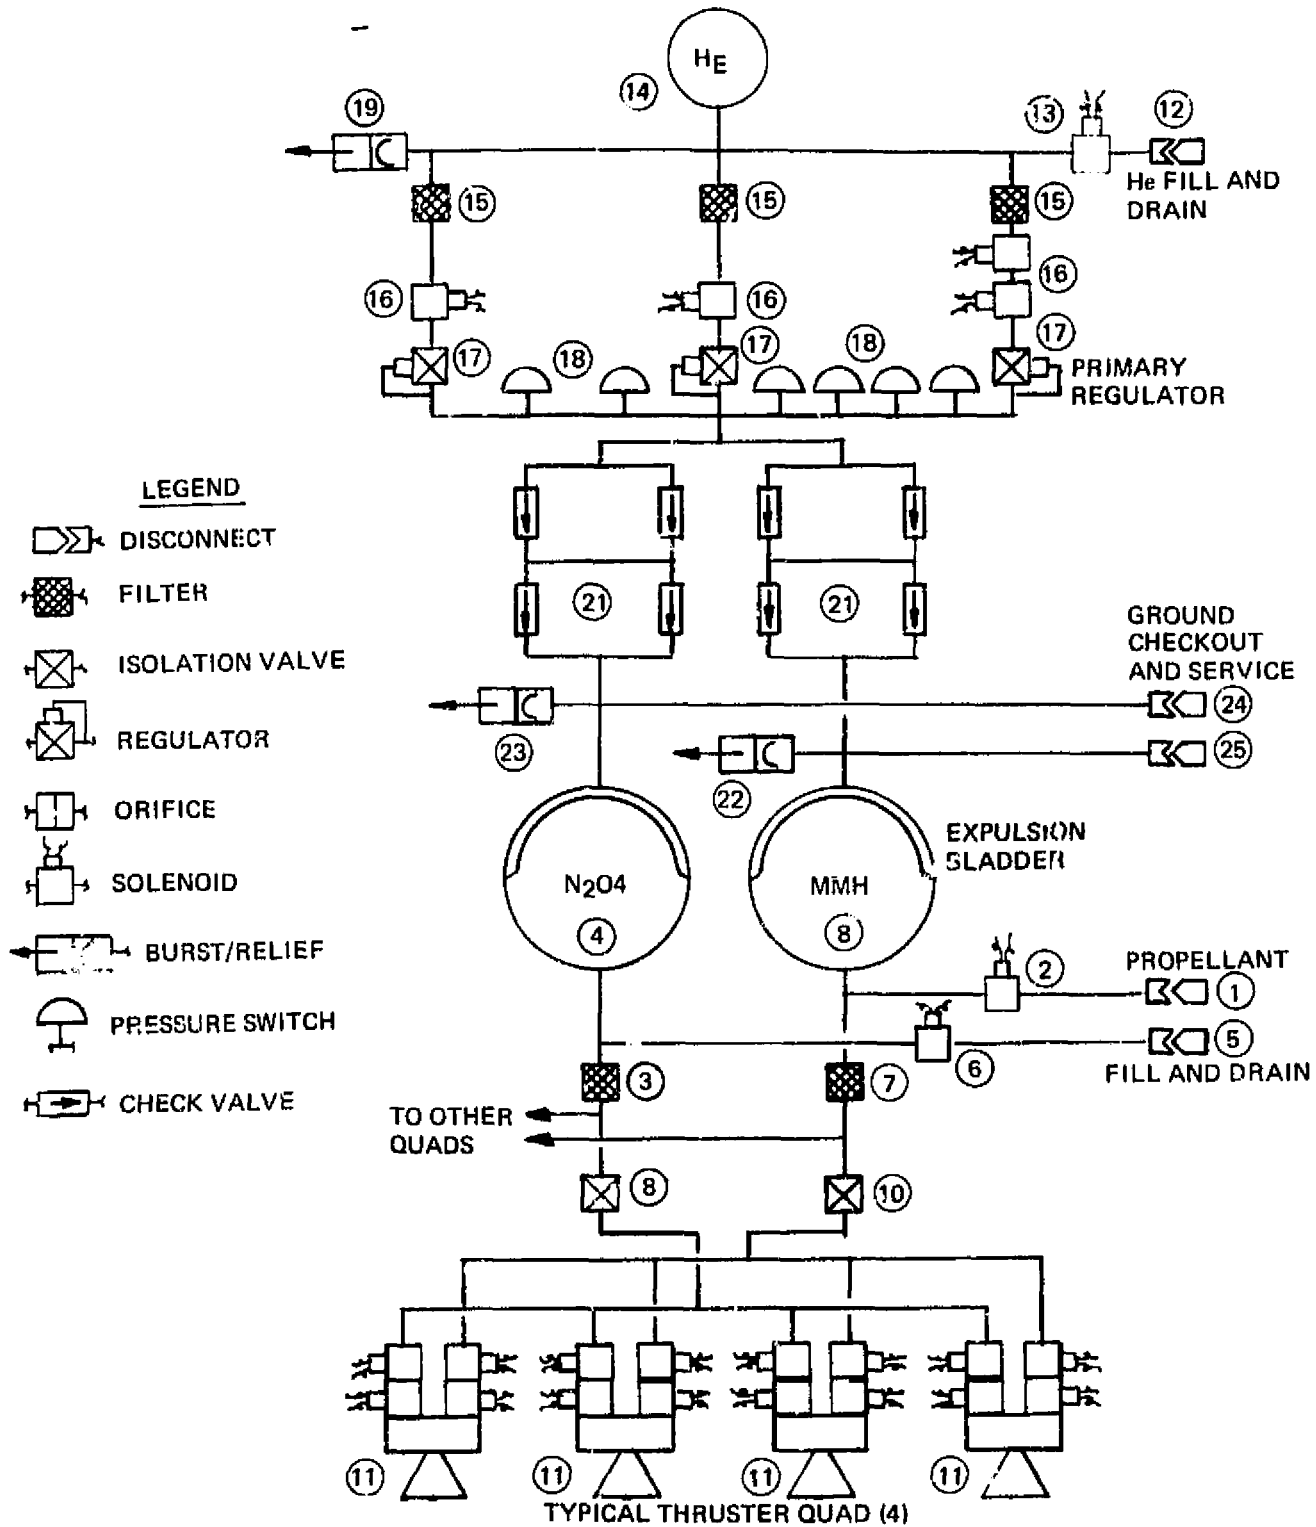 HE
14
19
13
12
He FILL AND
DRAIN
15
15
15
16
16
16
17
18
17
18
17
PRIMARY
REGULATOR
LEGEND
DISCONNECT
FILTER
ISOLATION VALVE
REGULATOR
ORIFICE
SOLENOID
BURST/RELIEF
PRESSURE SWITCH
CHECK VALVE
21
21
GROUND
CHECKOUT
AND SERVICE
24
23
25
22
EXPULSION
SLADDER
N2O4
4
MMH
8
2
PROPELLANT
1
5
6
FILL AND DRAIN
3
7
TO OTHER
QUADS
8
10
11
11
11
11
TYPICAL THRUSTER QUAD (4)